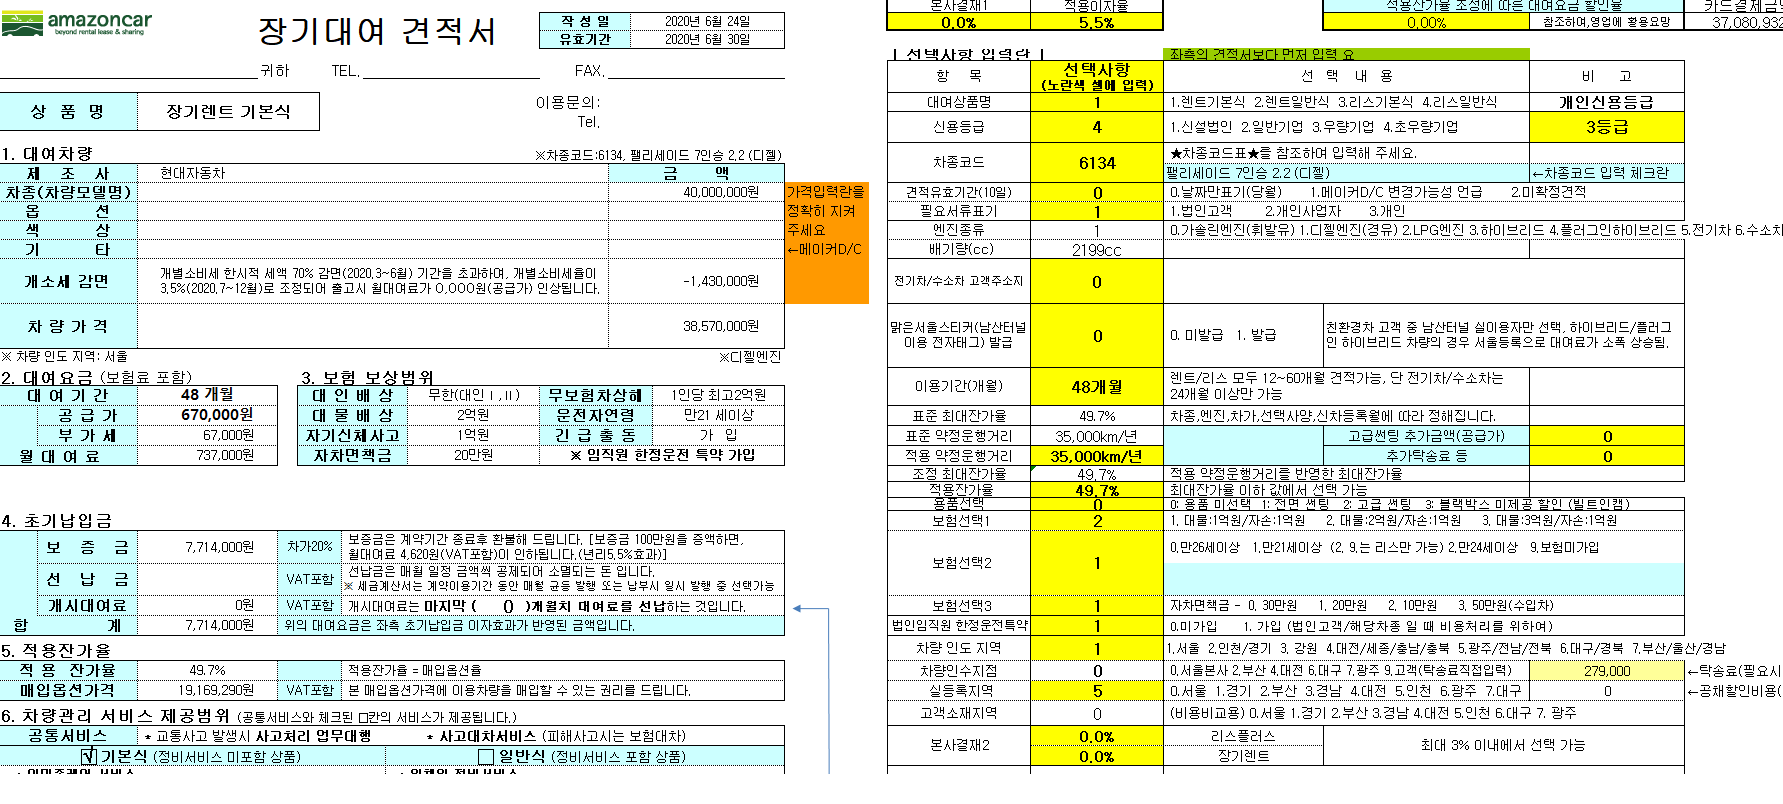 amazoncar
beyond rental lease & sharing
장기대여 견적서
작 성 일 2020년 6월 24일
유효기간 2020년 6월 30일
귀하 TEL. FAX.
상 품 명 장기렌트 기본식
이용문의:
Tel.
1. 대여차량 ※차종코드:6134, 팰리세이드 7인승 2.2 (디젤)
제 조 사 현대자동차 금 액
차종(차량모델명) 40,000,000원
옵 션
색 상
기 타
가격입력란을
정확히 지켜
주세요
←메이커D/C
개소세 감면 개별소비세 한시적 세액 70% 감면(2020.3~6월) 기간을 초과하여, 개별소비세율이
3.5%(2020.7~12월)로 조정되어 출고시 월대여료가 0,000원(공급가) 인상됩니다. -1,430,000원
차 량 가 격 38,570,000원
※ 차량 인도 지역: 서울 ※디젤엔진
2. 대여요금 (보험료 포함)
대 여 기 간 48 개월
공 급 가 670,000원
부 가 세 67,000원
월 대 여 료 737,000원
3. 보험 보상범위
대 인 배 상 무한(대인Ⅰ,Ⅱ) 무보험차상해 1인당 최고2억원
대 물 배 상 2억원 운전자연령 만21 세이상
자기신체사고 1억원 긴 급 출 동 가 입
자차면책금 20만원 ※ 임직원 한정운전 특약 가입
4. 초기납입금
보 증 금 7,714,000원 차가20% 보증금은 계약기간 종료후 환불해 드립니다. [보증금 100만원을 증액하면,
월대여료 4,620원(VAT포함)이 인하됩니다.(년리5.5%효과)]
선 납 금 VAT포함 선납금은 매월 일정 금액씩 공제되어 소멸되는 돈 입니다.
※ 세금계산서는 계약이용기간 동안 매월 균등 발행 또는 납부시 일시 발행 중 선택가능
개시대여료 0원 VAT포함 개시대여료는 마지막 ( 0 )개월치 대여료를 선납하는 것입니다.
합 계 7,714,000원 위의 대여요금은 좌측 초기납입금 이자효과가 반영된 금액입니다.
5. 적용잔가율
적 용 잔가율 49.7% 적용잔가율 = 매입옵션율
매입옵션가격 19,169,290원 VAT포함 본 매입옵션가격에 이용차량을 매입할 수 있는 권리를 드립니다.
6. 차량관리 서비스 제공범위 (공통서비스와 체크된 □칸의 서비스가 제공됩니다.)
공통서비스 * 교통사고 발생시 사고처리 업무대행 * 사고대차서비스 (피해사고시는 보험대차)
√ 기본식 (정비서비스 미포함 상품) 일반식 (정비서비스 포함 상품)
본사결재1 적용이자율
0.0% 5.5%
적용잔가율 조정에 따른 대여요금 할인율
0.00% 참조하여,영업에 활용요망 37,080,932
선택사항 입력란 좌측의 견적서보다 먼저 입력 요
항 목 선택사항
(노란색 셀에 입력) 선 택 내 용 비 고
대여상품명 1 1.렌트기본식 2.렌트일반식 3.리스기본식 4.리스일반식 개인신용등급
신용등급 4 1.신설법인 2.일반기업 3.우량기업 4.초우량기업 3등급
차종코드 6134 ★차종코드표★를 참조하여 입력해 주세요.
팰리세이드 7인승 2.2 (디젤) ←차종코드 입력 체크란
견적유효기간(10일) 0 0.날짜만표기(당월) 1.메이커D/C 변경가능성 언급 2.미확정견적
필요서류표기 1 1.법인고객 2.개인사업자 3.개인
엔진종류 1 0.가솔린엔진(휘발유) 1.디젤엔진(경유) 2.LPG엔진 3.하이브리드 4.플러그인하이브리드 5.전기차 6.수소차
배기량(cc) 2199cc
전기차/수소차 고객주소지 0
맑은서울스티커(남산터널
이용 전자태그) 발급 0 0. 미발급 1. 발급 친환경차 고객 중 남산터널 실이용자만 선택, 하이브리드/플러그
인 하이브리드 차량의 경우 서울등록으로 대여료가 소폭 상승됨.
이용기간(개월) 48개월 렌트/리스 모두 12~60개월 견적가능, 단 전기차/수소차는
24개월 이상만 가능
표준 최대잔가율 49.7% 차종,엔진,차가,선택사양,신차등록월에 따라 정해집니다.
표준 약정운행거리 35,000km/년 고급썬팅 추가금액(공급가) 0
적용 약정운행거리 35,000km/년 추가탁송료 등 0
조정 최대잔가율 49.7% 적용 약정운행거리를 반영한 최대잔가율
적용잔가율 49.7% 최대잔가율 이하 값에서 선택 가능
용품선택 0 0: 용품 미선택 1: 전면 썬팅 2: 고급 썬팅 3: 블랙박스 미제공 할인 (빌트인캠)
보험선택1 2 1. 대물:1억원/자손:1억원 2. 대물:2억원/자손:1억원 3. 대물:3억원/자손:1억원
보험선택2 1 0.만26세이상 1.만21세이상 (2, 9.는 리스만 가능) 2.만24세이상 9.보험미가입
보험선택3 1 자차면책금 - 0. 30만원 1. 20만원 2. 10만원 3. 50만원(수입차)
법인임직원 한정운전특약 1 0.미가입 1. 가입 (법인고객/해당차종 일 때 비용처리를 위하여)
차량 인도 지역 1 1.서울 2.인천/경기 3. 강원 4.대전/세종/충남/충북 5.광주/전남/전북 6.대구/경북 7.부산/울산/경남
차량인수지점 0 0.서울본사 2.부산 4.대전 6.대구 7.광주 9.고객(탁송료직접입력) 279,000 ←탁송료(필요시
실등록지역 5 0.서울 1.경기 2.부산 3.경남 4.대전 5.인천 6.광주 7.대구 0 ←공채할인비용(
고객소재지역 0 (비용비교용) 0.서울 1.경기 2.부산 3.경남 4.대전 5.인천 6.대구 7. 광주
본사결재2 0.0% 리스플러스 최대 3% 이내에서 선택 가능
0.0% 장기렌트